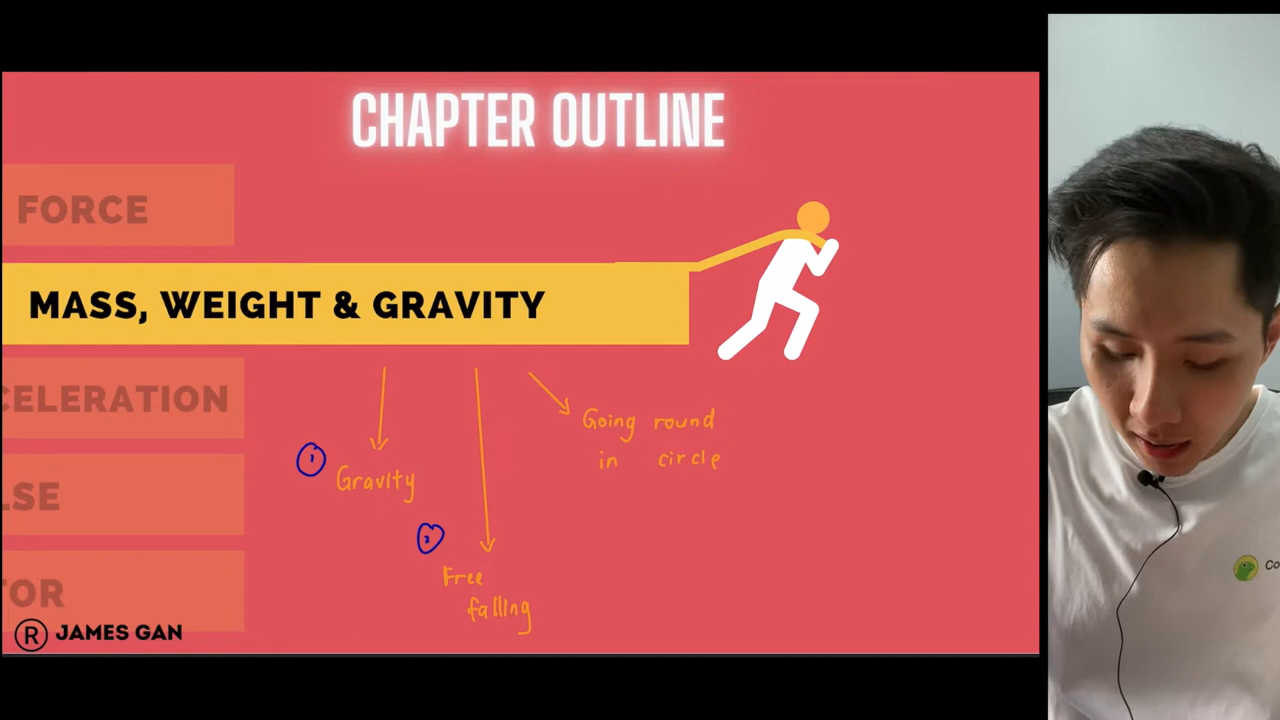 CHAPTER OUTLINE
FORCE
MASS, WEIGHT & GRAVITY
CELERATION
LSE
TOR
Going round
in circle
1
Gravity
2
Free
falling
R JAMES GAN
Co